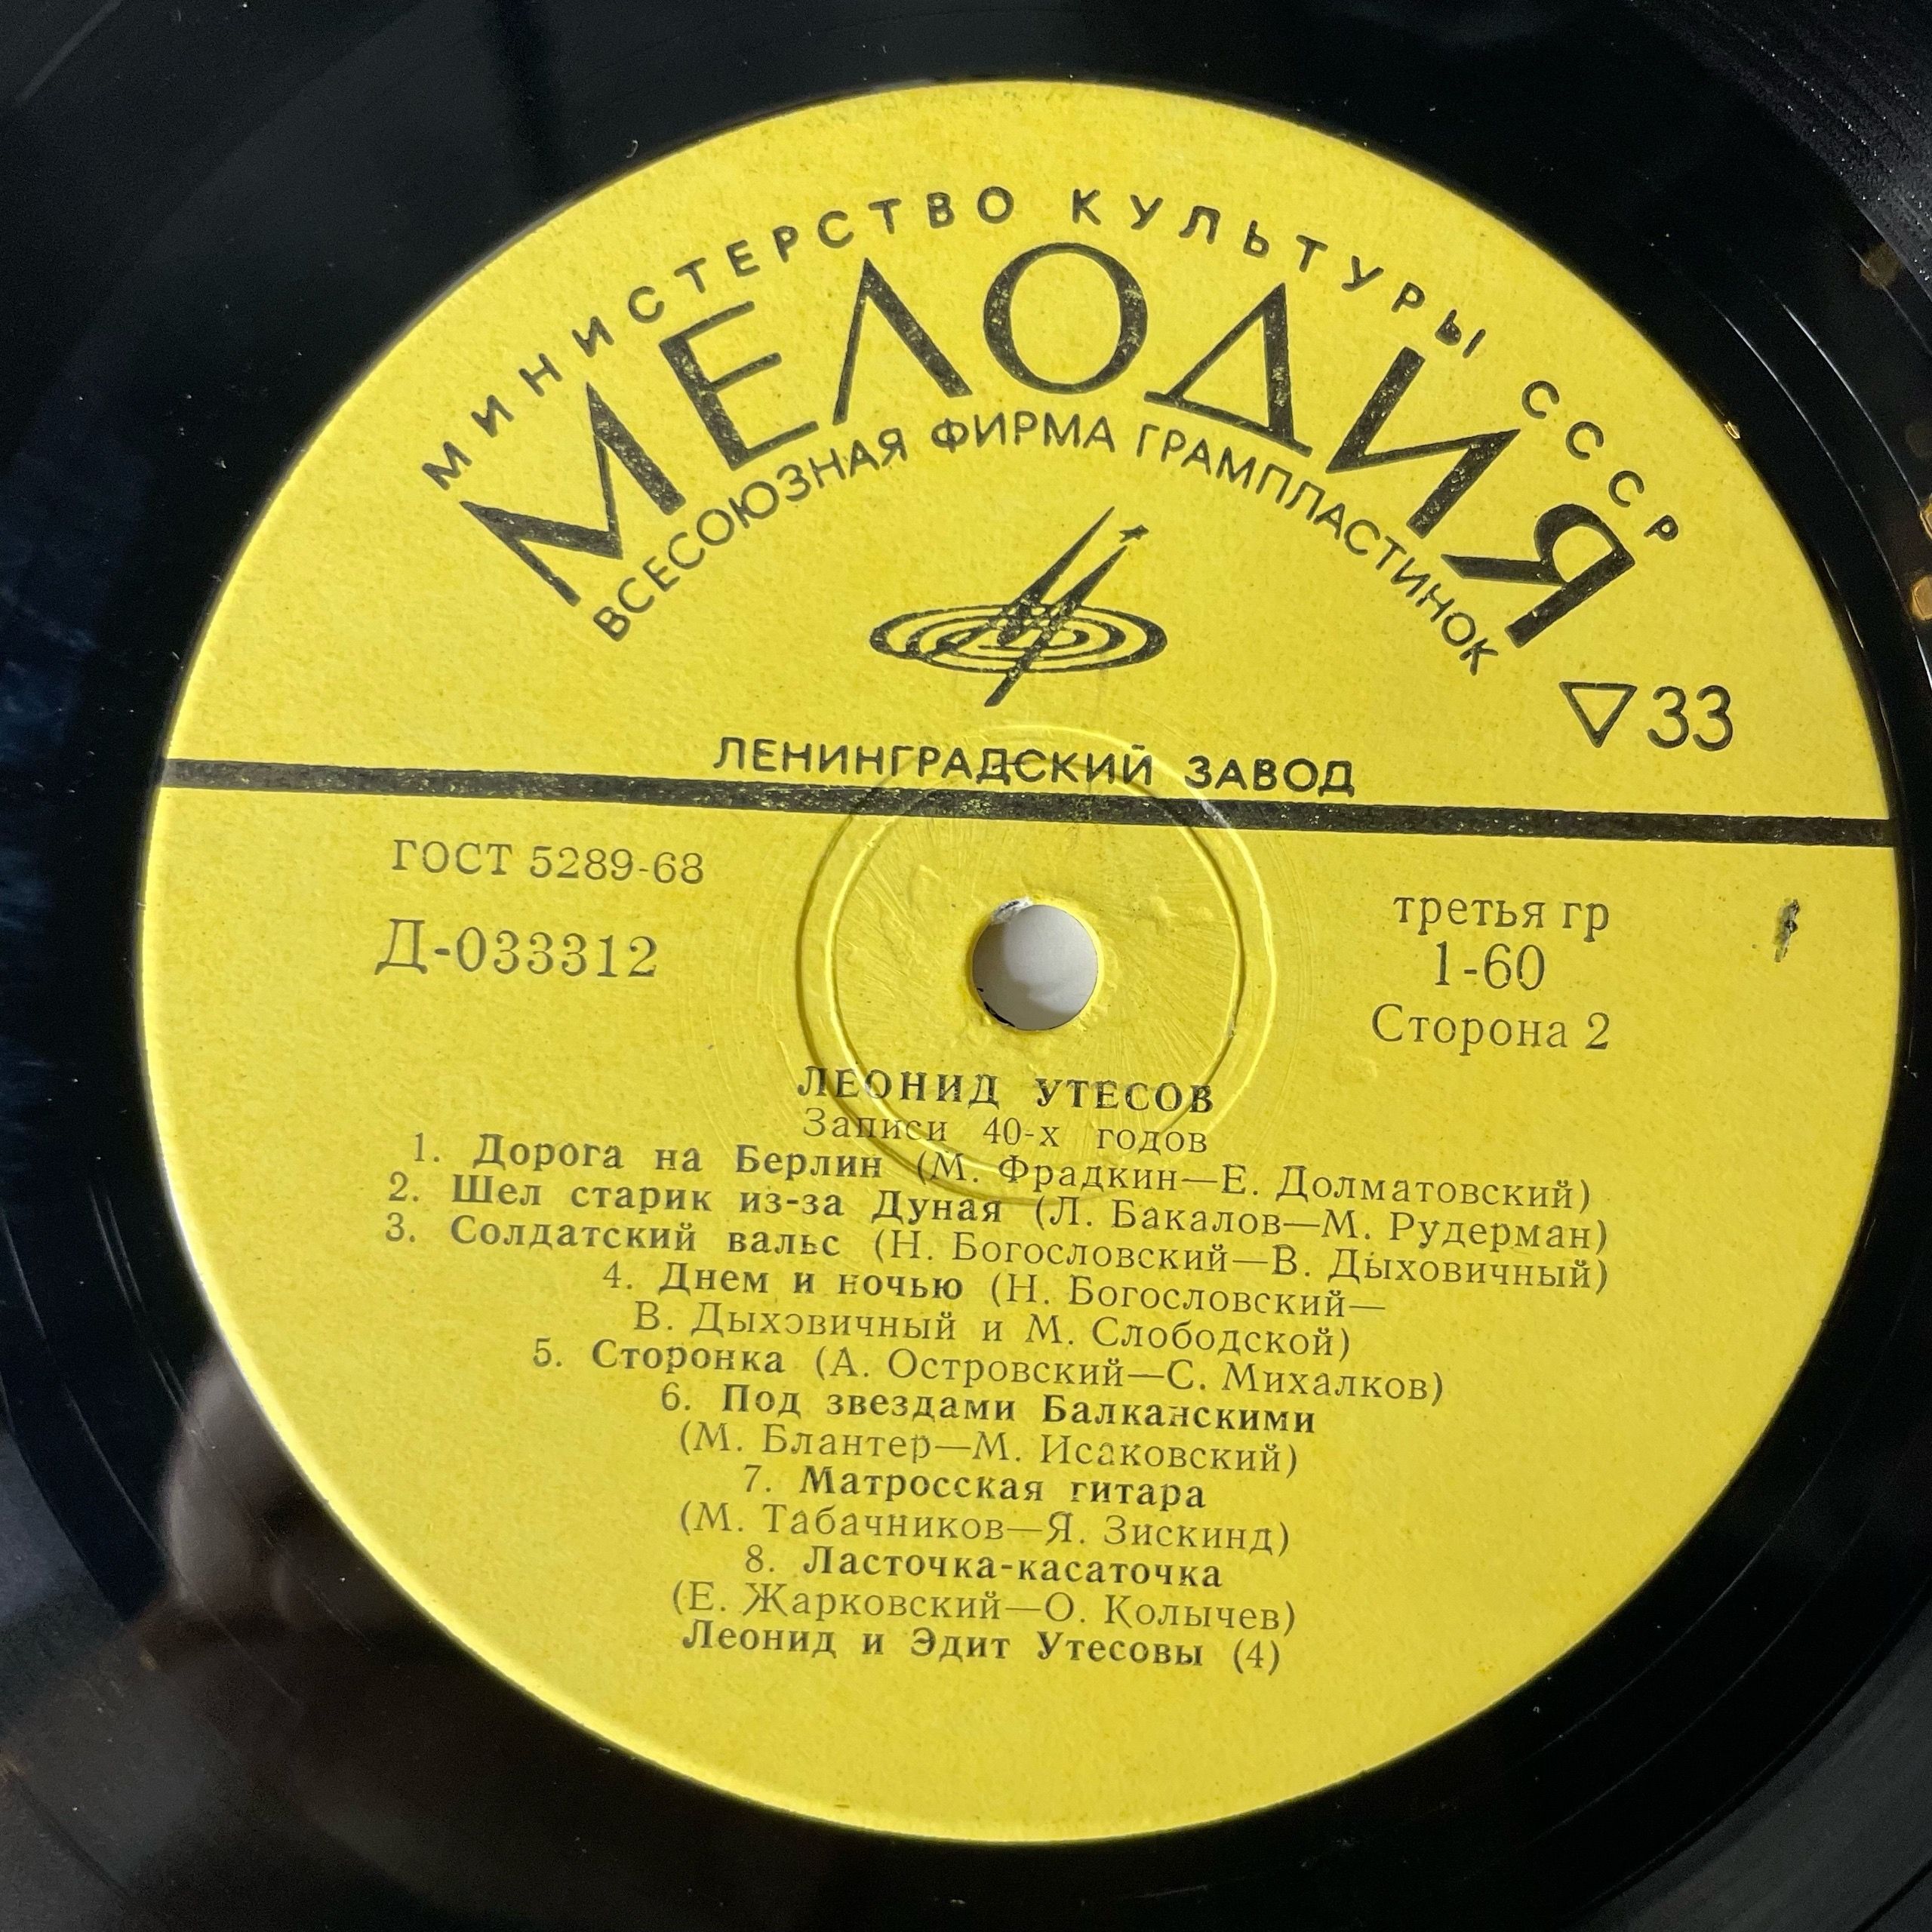 МИНИСТЕРСТВО КУЛЬТУРЫ СССР
МЕЛОДИЯ
ВСЕСОЮЗНАЯ ФИРМА ГРАМПЛАСТИНОК
▽33
ЛЕНИНГРАДСКИЙ ЗАВОД
ГОСТ 5289-68
Д-033312
третья гр
1-60
Сторона 2
ЛЕОНИД УТЕСОВ
Записи 40-х годов
1. Дорога на Берлин (М. Фрадкин—Е. Долматовский)
2. Шел старик из-за Дуная (Л. Бакалов—М. Рудерман)
3. Солдатский вальс (Н. Богословский—В. Дыховичный)
4. Днем и ночью (Н. Богословский—
В. Дыховичный и М. Слободской)
5. Сторонка (А. Островский—С. Михалков)
6. Под звездами Балканскими
(М. Блантер—М. Исаковский)
7. Матросская гитара
(М. Табачников—Я. Зискинд)
8. Ласточка-касаточка
(Е. Жарковский—О. Колычев)
Леонид и Эдит Утесовы (4)